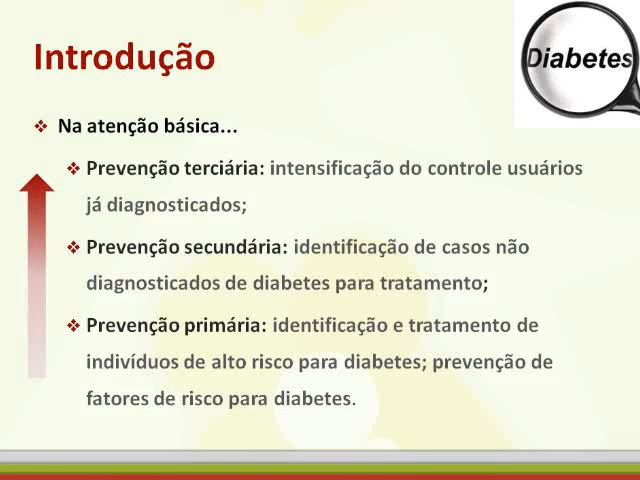 Introdução
Diabetes
Na atenção básica...
Prevenção terciária: intensificação do controle usuários
já diagnosticados;
Prevenção secundária: identificação de casos não
diagnosticados de diabetes para tratamento;
Prevenção primária: identificação e tratamento de
indivíduos de alto risco para diabetes; prevenção de
fatores de risco para diabetes.